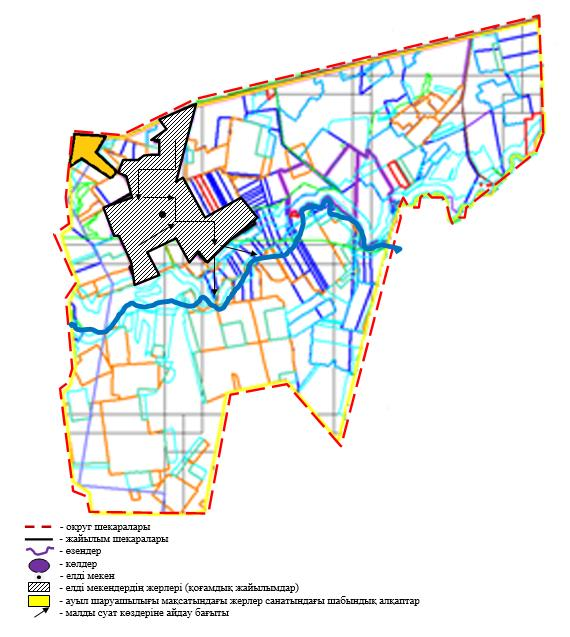 - округ шекаралары
- жайылым шекаралары
- өзендер
- көлдер
- елді мекен
- елді мекендердің жерлері (қоғамдық жайылымдар)
- ауыл шаруашылығы мақсатындағы жерлер санатындағы шабындық алқаптар
- малды суат көздеріне айдау бағыты